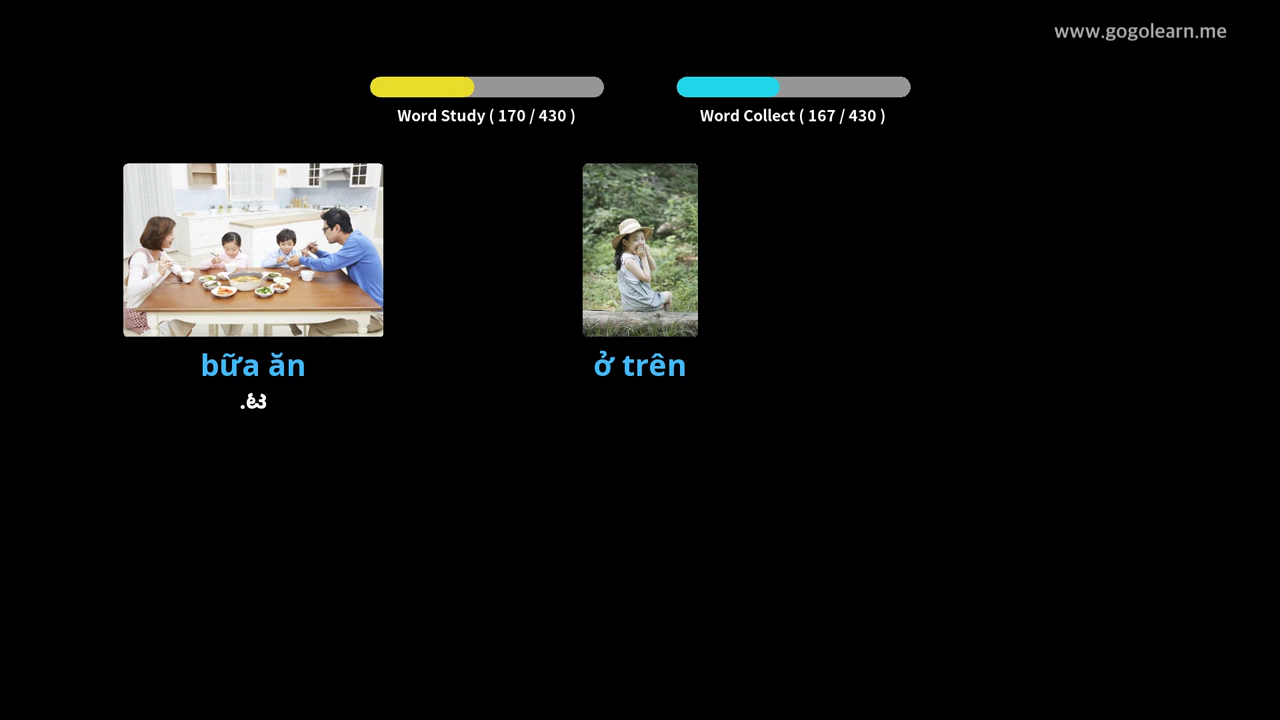 www.gogolearn.me
Word Study ( 170 / 430 )
Word Collect ( 167 / 430 )
bữa ăn
ở trên